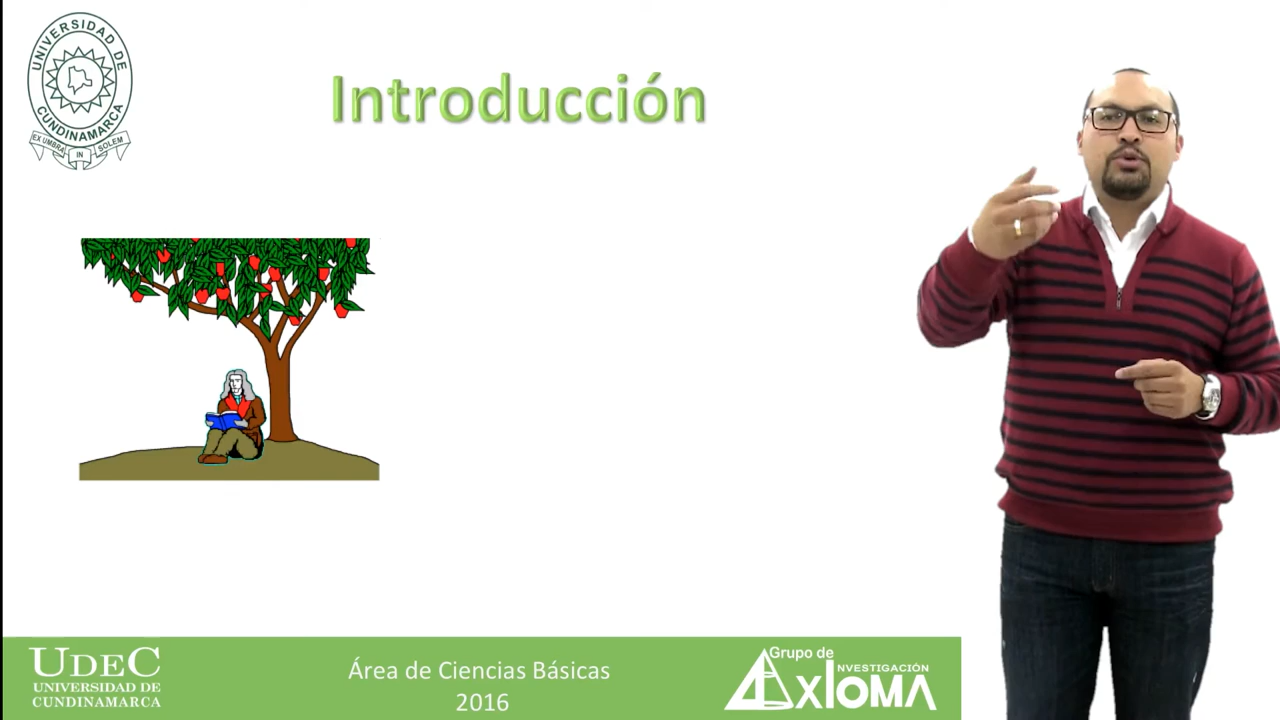 UNIVERSIDAD DE
CUNDINAMARCA
EX UMBRA IN SOLEM
Introducción
UDEC
UNIVERSIDAD DE
CUNDINAMARCA
Área de Ciencias Básicas
2016
Grupo de
INVESTIGACIÓN
AXIOMA